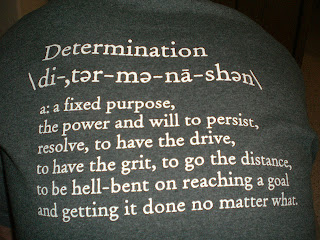 Determination
\di-,tər-mə-nā-shən\
a: a fixed purpose,
the power and will to persist,
resolve, to have the drive,
to have the grit, to go the distance,
to be hell-bent on reaching a goal
and getting it done no matter what.